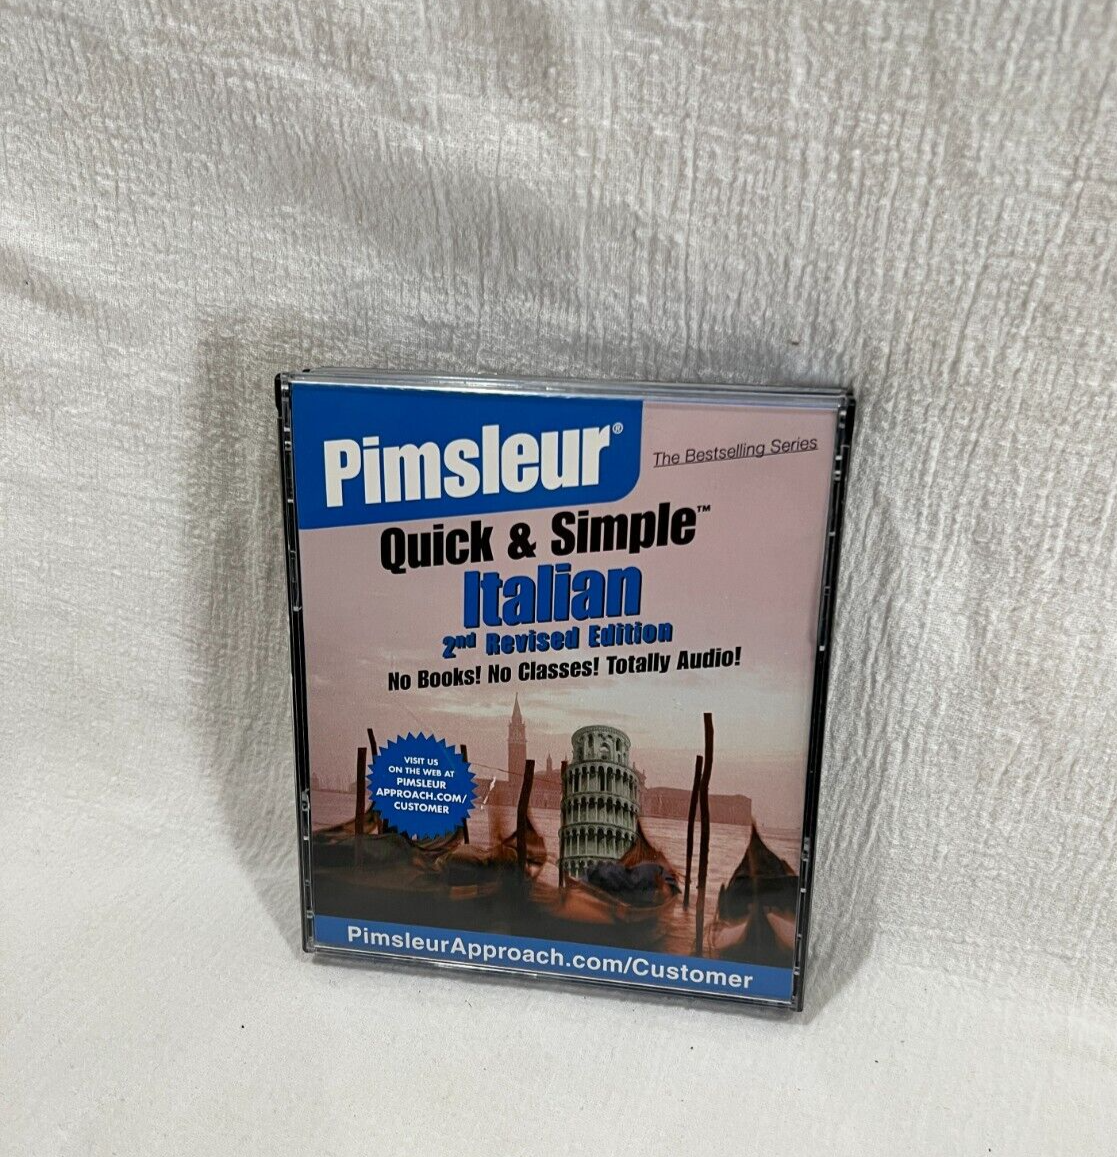 Pimsleur®
The Bestselling Series
Quick & Simple™
Italian
2nd Revised Edition
No Books! No Classes! Totally Audio!
VISIT US
ON THE WEB AT
PIMSLEUR
APPROACH.COM/
CUSTOMER
PimsleurApproach.com/Customer